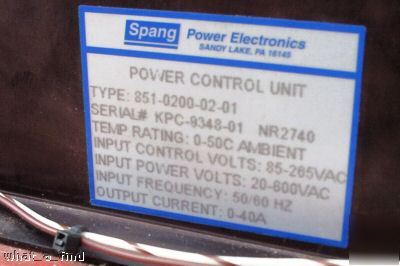 Spang Power Electronics
SANDY LAKE, PA 16145
POWER CONTROL UNIT
TYPE: 851-0200-02-01
SERIAL# KPC-9348-01 NR2740
TEMP RATING: 0-50C AMBIENT
INPUT CONTROL VOLTS: 85-265VAC
INPUT POWER VOLTS: 20-600VAC
INPUT FREQUENCY: 50/60 HZ
OUTPUT CURRENT: 0-40A
what_a_find